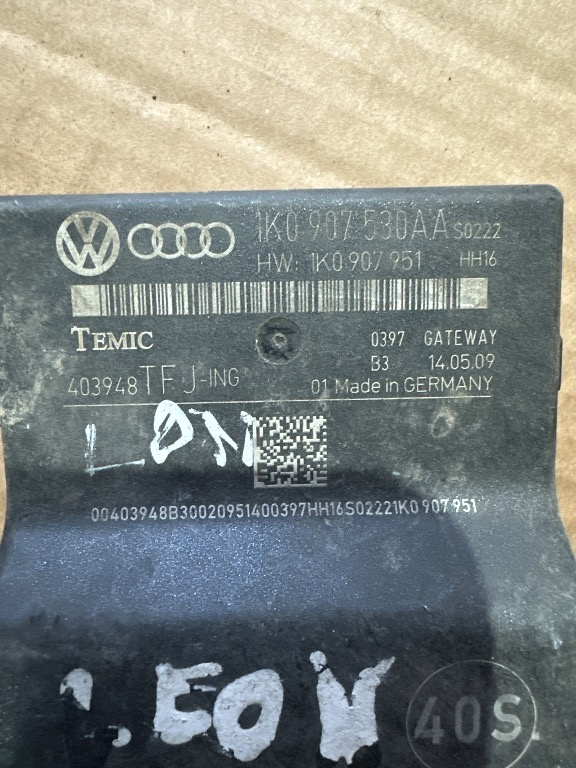 1K0 907 530AA S0222
HW: 1K0 907 951 HH16
TEMIC 0397 GATEWAY
B3 14.05.09
403948TFJ-ING 01 Made in GERMANY
LON
00403948B30020951400397HH16S02221K0 907 951
LEON
40S